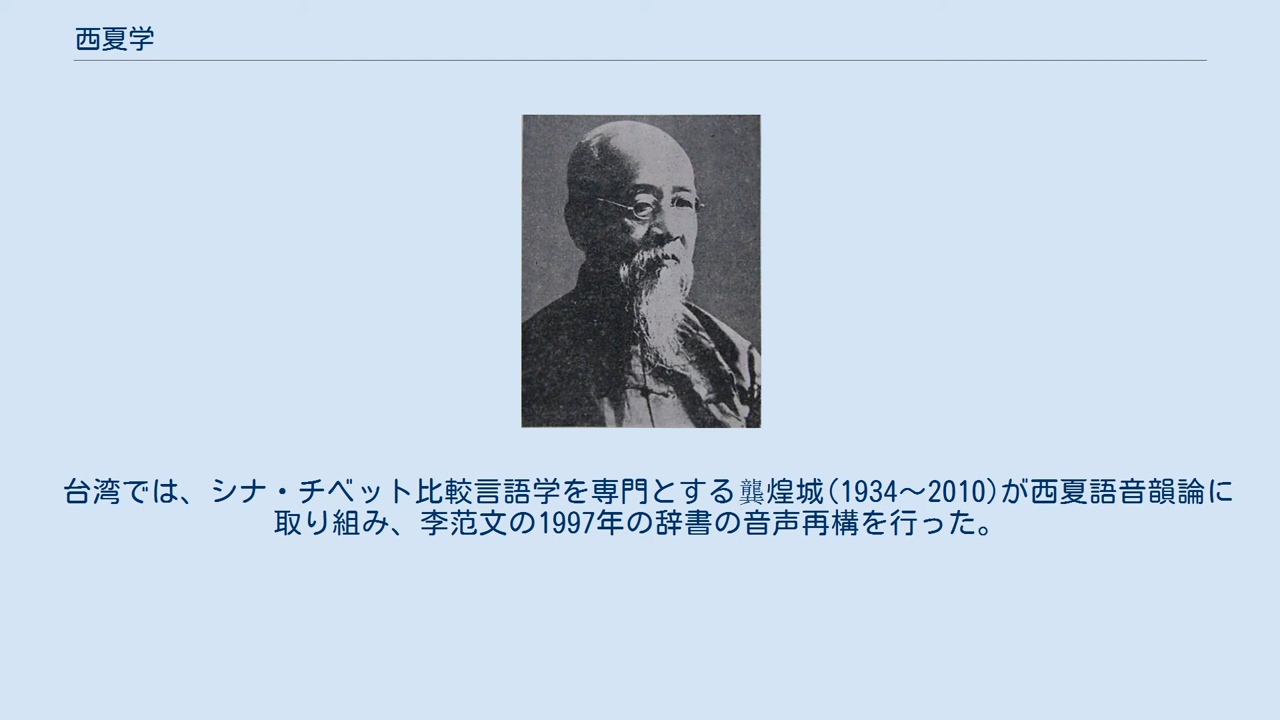 西夏学
台湾では、シナ・チベット比較言語学を専門とする龔煌城(1934～2010)が西夏語音韻論に
取り組み、李范文の1997年の辞書の音声再構を行った。